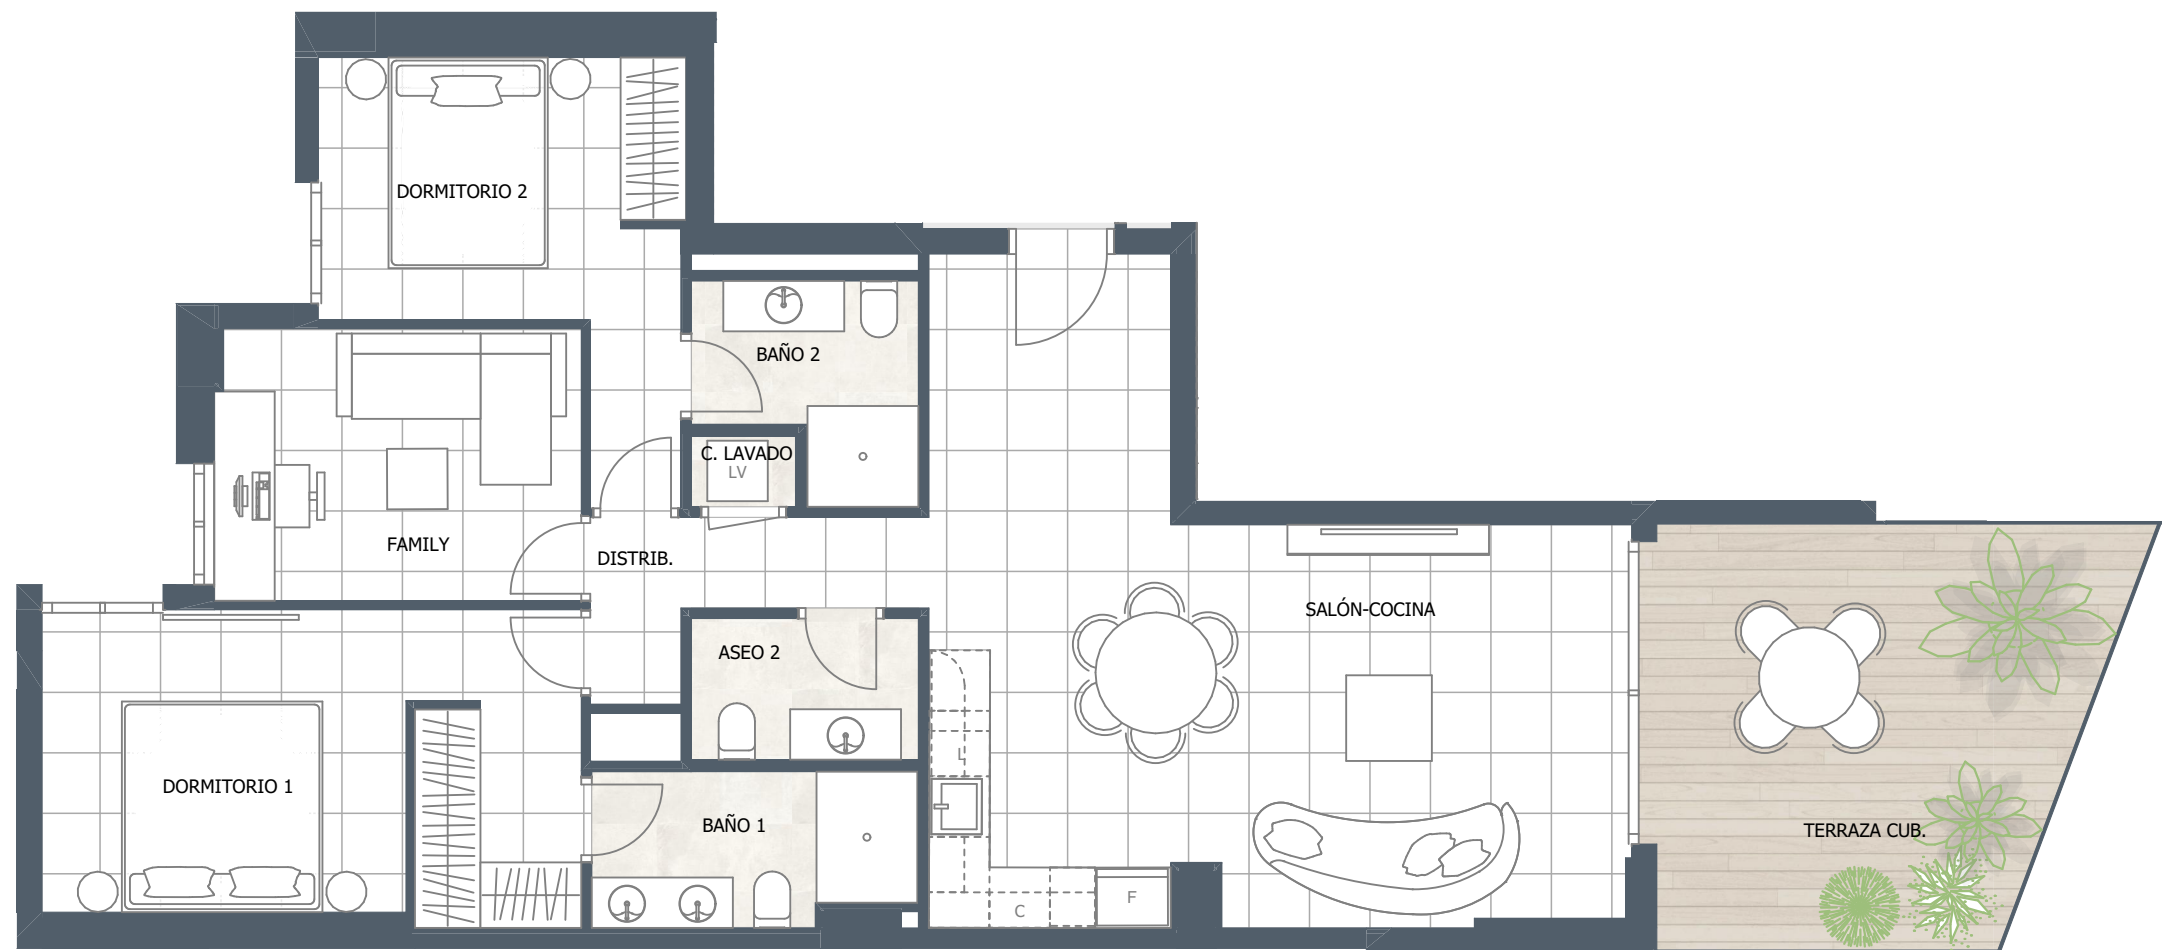 DORMITORIO 2
BAÑO 2
C. LAVADO
LV
FAMILY
DISTRIB.
SALÓN-COCINA
ASEO 2
L
DORMITORIO 1
BAÑO 1
TERRAZA CUB.
C
F